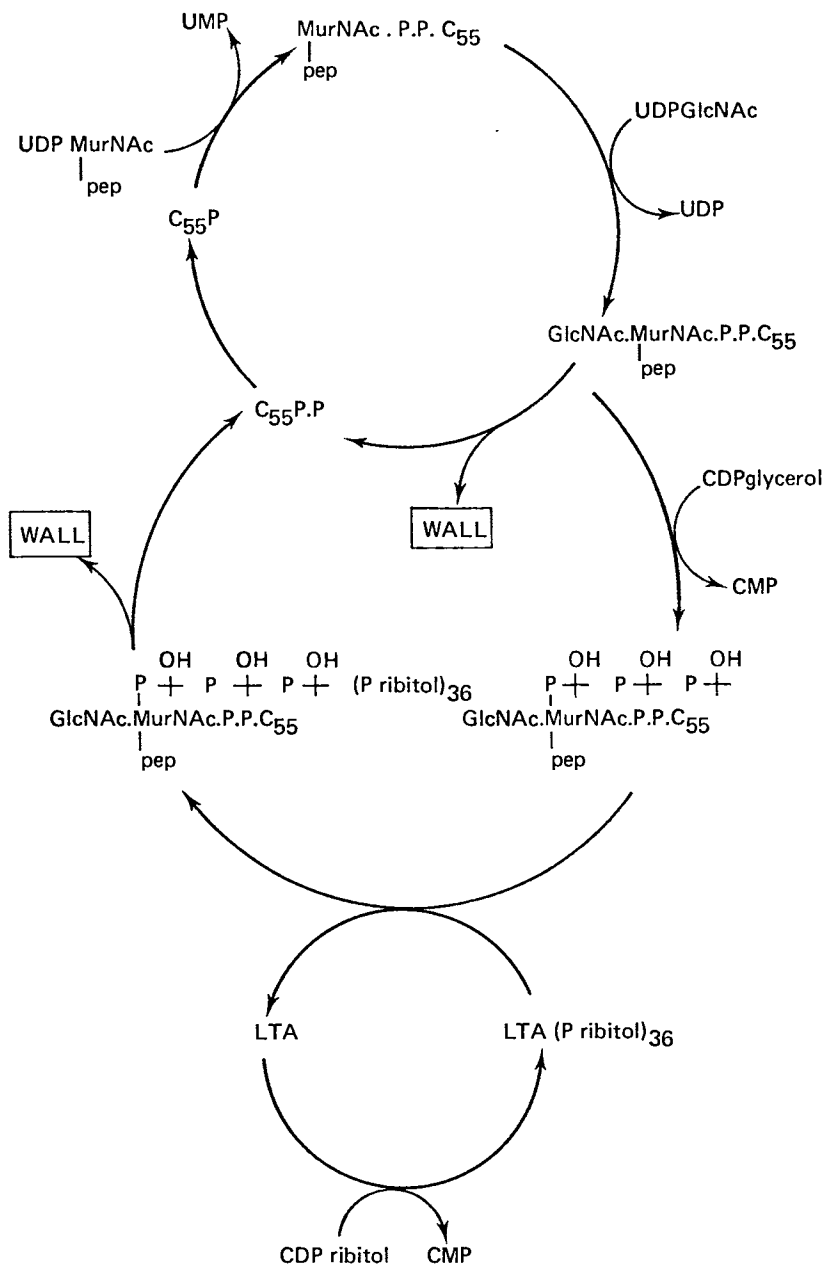 UMP
MurNAc . P.P. C55
pep
UDPGlcNAc
UDP MurNAc
pep
UDP
C55P
GlcNAc.MurNAc.P.P.C55
pep
C55P.P
CDPglycerol
WALL
WALL
CMP
OH OH OH
P P P (P ribitol)36
GlcNAc.MurNAc.P.P.C55
pep
OH OH OH
P P P
GlcNAc.MurNAc.P.P.C55
pep
LTA
LTA (P ribitol)36
CDP ribitol
CMP